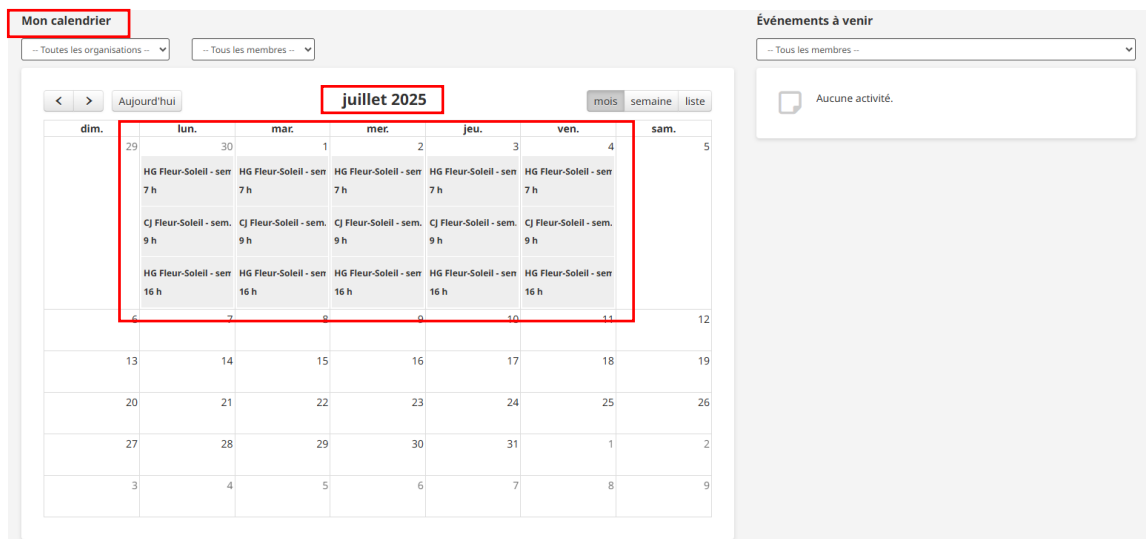 Mon calendrier
Événements à venir
-- Toutes les organisations -- -- Tous les membres -- -- Tous les membres --
Aucune activité.
< > Aujourd'hui juillet 2025 mois semaine liste
dim. lun. mar. mer. jeu. ven. sam.
29 30 1 2 3 4 5
HG Fleur-Soleil - sem HG Fleur-Soleil - sem HG Fleur-Soleil - sem HG Fleur-Soleil - sem HG Fleur-Soleil - sem
7 h 7 h 7 h 7 h 7 h
CJ Fleur-Soleil - sem. CJ Fleur-Soleil - sem. CJ Fleur-Soleil - sem. CJ Fleur-Soleil - sem. CJ Fleur-Soleil - sem.
9 h 9 h 9 h 9 h 9 h
HG Fleur-Soleil - sem HG Fleur-Soleil - sem HG Fleur-Soleil - sem HG Fleur-Soleil - sem HG Fleur-Soleil - sem
16 h 16 h 16 h 16 h 16 h
6 7 8 9 10 11 12
13 14 15 16 17 18 19
20 21 22 23 24 25 26
27 28 29 30 31 1 2
3 4 5 6 7 8 9